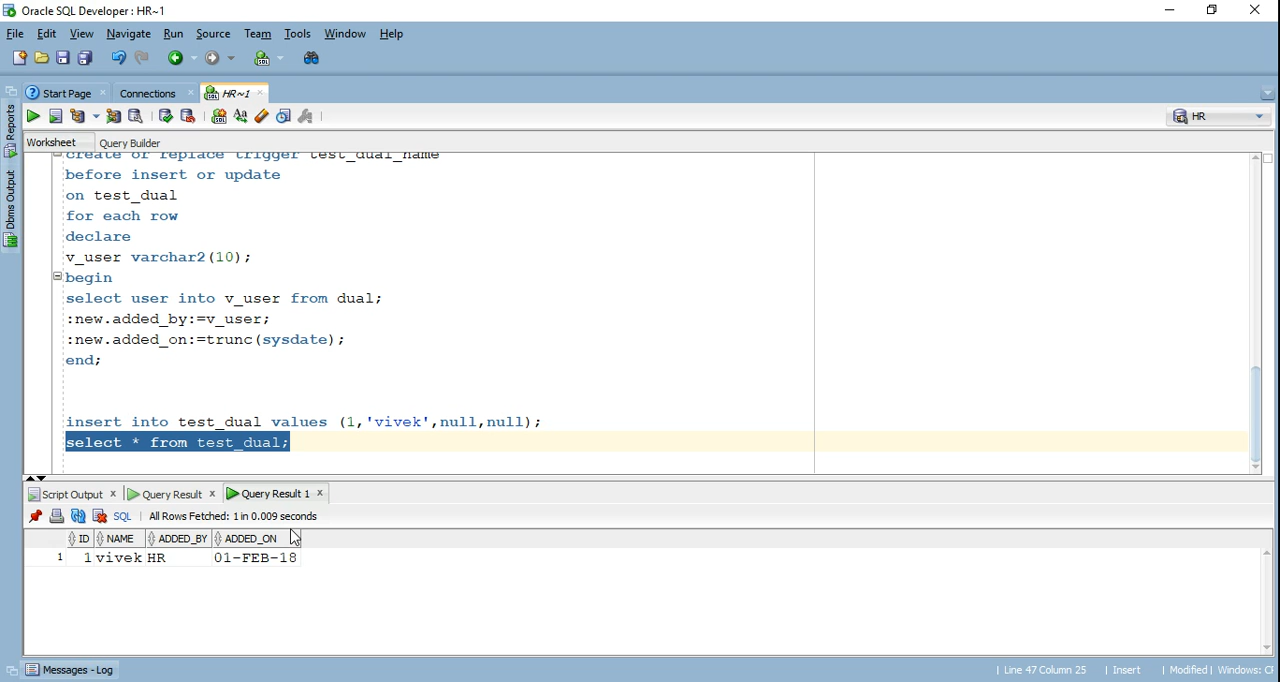 Oracle SQL Developer : HR~1
File Edit View Navigate Run Source Team Tools Window Help
Start Page Connections HR~1
HR
Worksheet Query Builder
Reports
Dbms Output
create or replace trigger test_dual_name
before insert or update
on test_dual
for each row
declare
v_user varchar2(10);
begin
select user into v_user from dual;
:new.added_by:=v_user;
:new.added_on:=trunc(sysdate);
end;
insert into test_dual values (1,'vivek',null,null);
select * from test_dual;
Script Output Query Result Query Result 1
SQL All Rows Fetched: 1 in 0.009 seconds
ID NAME ADDED_BY ADDED_ON
1 1 vivek HR 01-FEB-18
Messages - Log Line 47 Column 25 Insert Modified Windows: CF